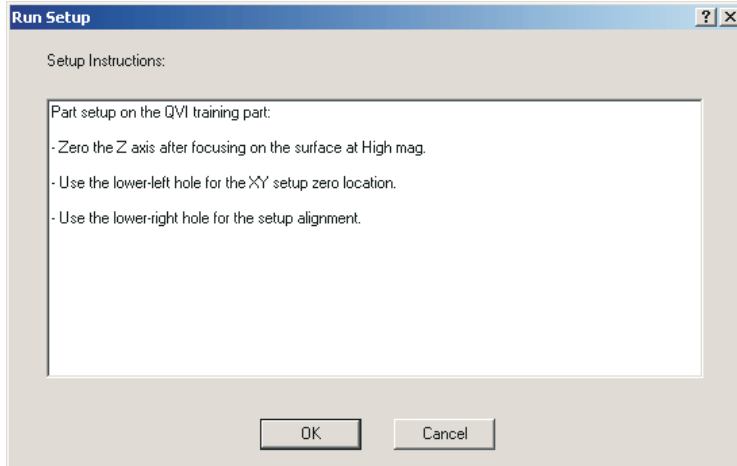 Run Setup
Setup Instructions:
Part setup on the QVI training part:
- Zero the Z axis after focusing on the surface at High mag.
- Use the lower-left hole for the XY setup zero location.
- Use the lower-right hole for the setup alignment.
OK Cancel